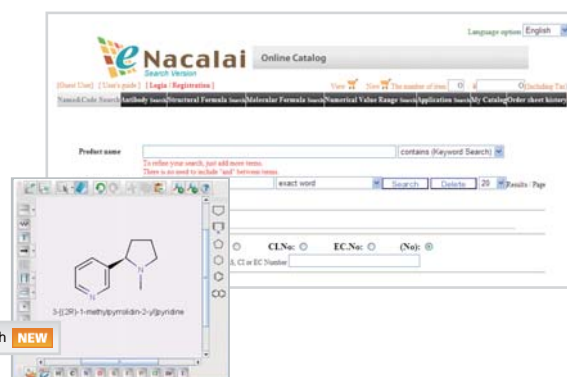 Language option English
eNacalai
Search Version
Online Catalog
[Guest User] [User's guide] [Login / Registration] View New The number of item 0 0 (Including Tax)
Name&Code Search Antibody Search Structural Formula Search Molecular Formula Search Numerical Value Range Search Application Search My Catalog Order sheet history
Product name contains (Keyword Search)
To refine your search, just add more terms.
There is no need to include "and" between terms.
exact word Search Delete 20 Results / Page
CI.No: EC.No: (No):
CI or EC Number
N
N
3-[(2R)-1-methylpyrrolidin-2-yl]pyridine
h NEW